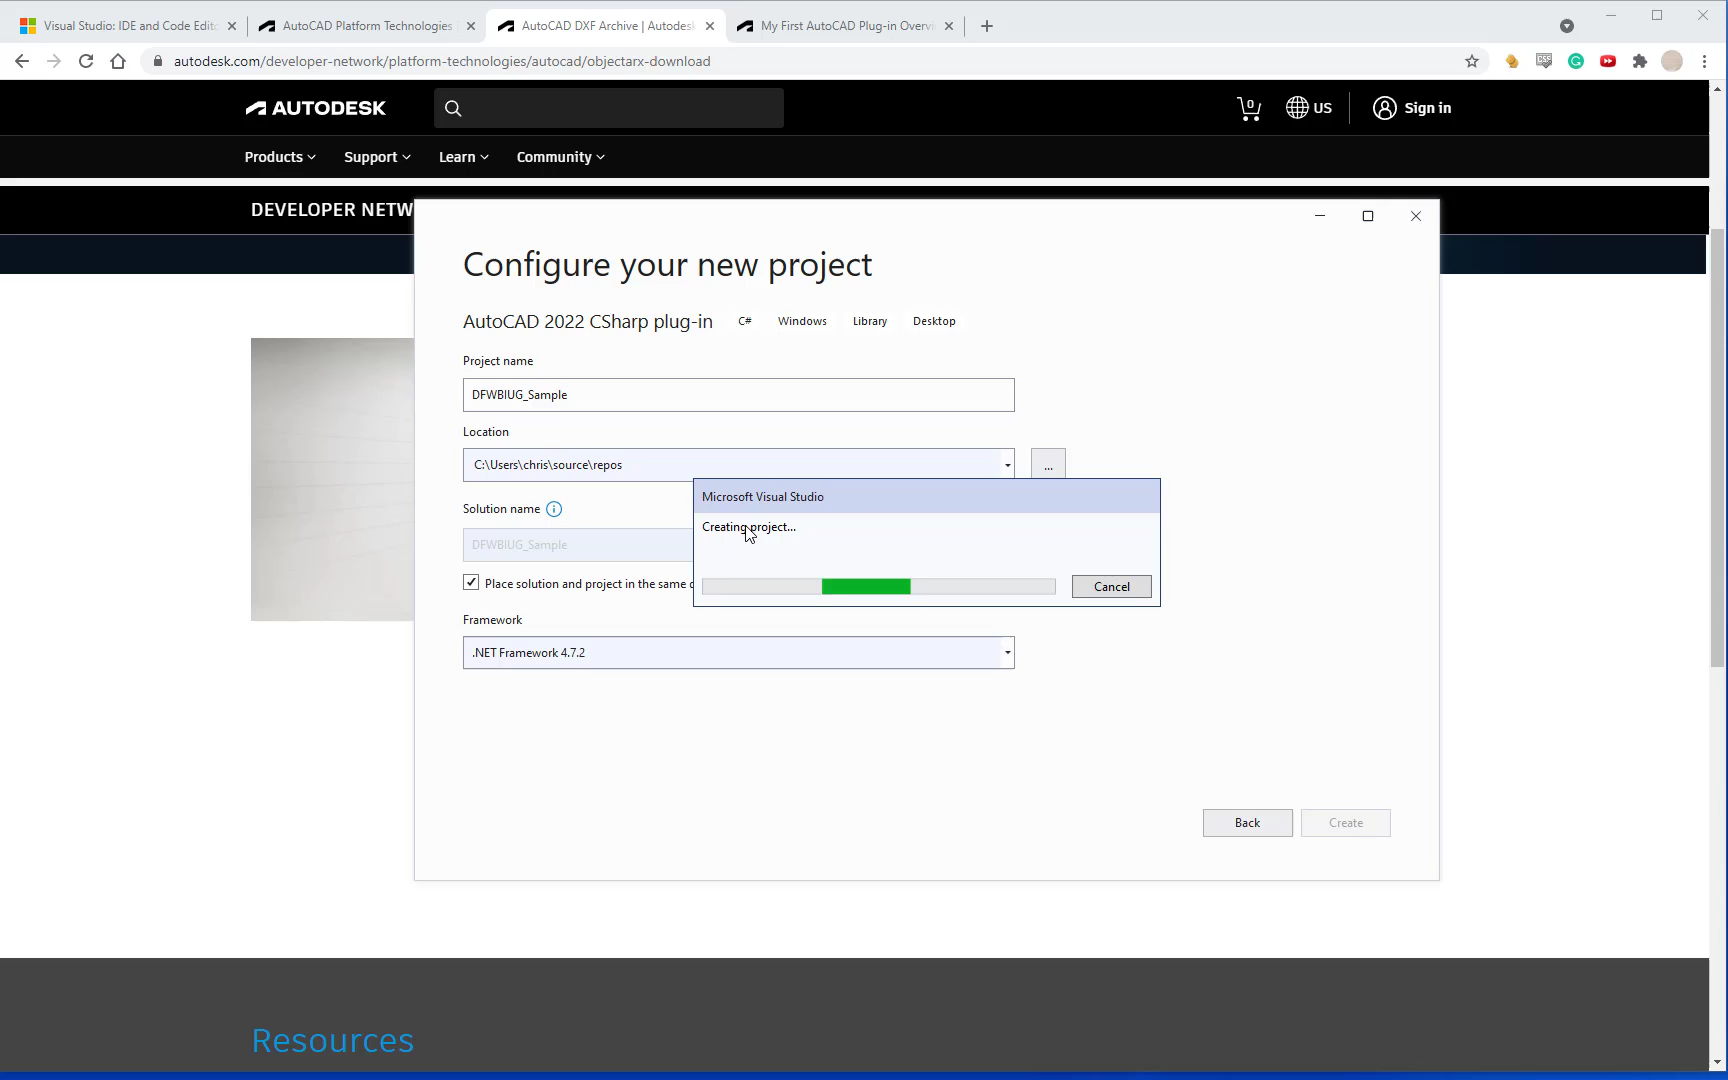 Visual Studio: IDE and Code Edito
AutoCAD Platform Technologies
AutoCAD DXF Archive | Autodesk
My First AutoCAD Plug-in Overvi
autodesk.com/developer-network/platform-technologies/autocad/objectarx-download
AUTODESK
0
US
Sign in
Products
Support
Learn
Community
DEVELOPER NETW
Configure your new project
AutoCAD 2022 CSharp plug-in
C#
Windows
Library
Desktop
Project name
DFWBIUG_Sample
Location
C:\Users\chris\source\repos
...
Microsoft Visual Studio
Solution name
Creating project...
DFWBIUG_Sample
Place solution and project in the same d
Cancel
Framework
.NET Framework 4.7.2
Back
Create
Resources